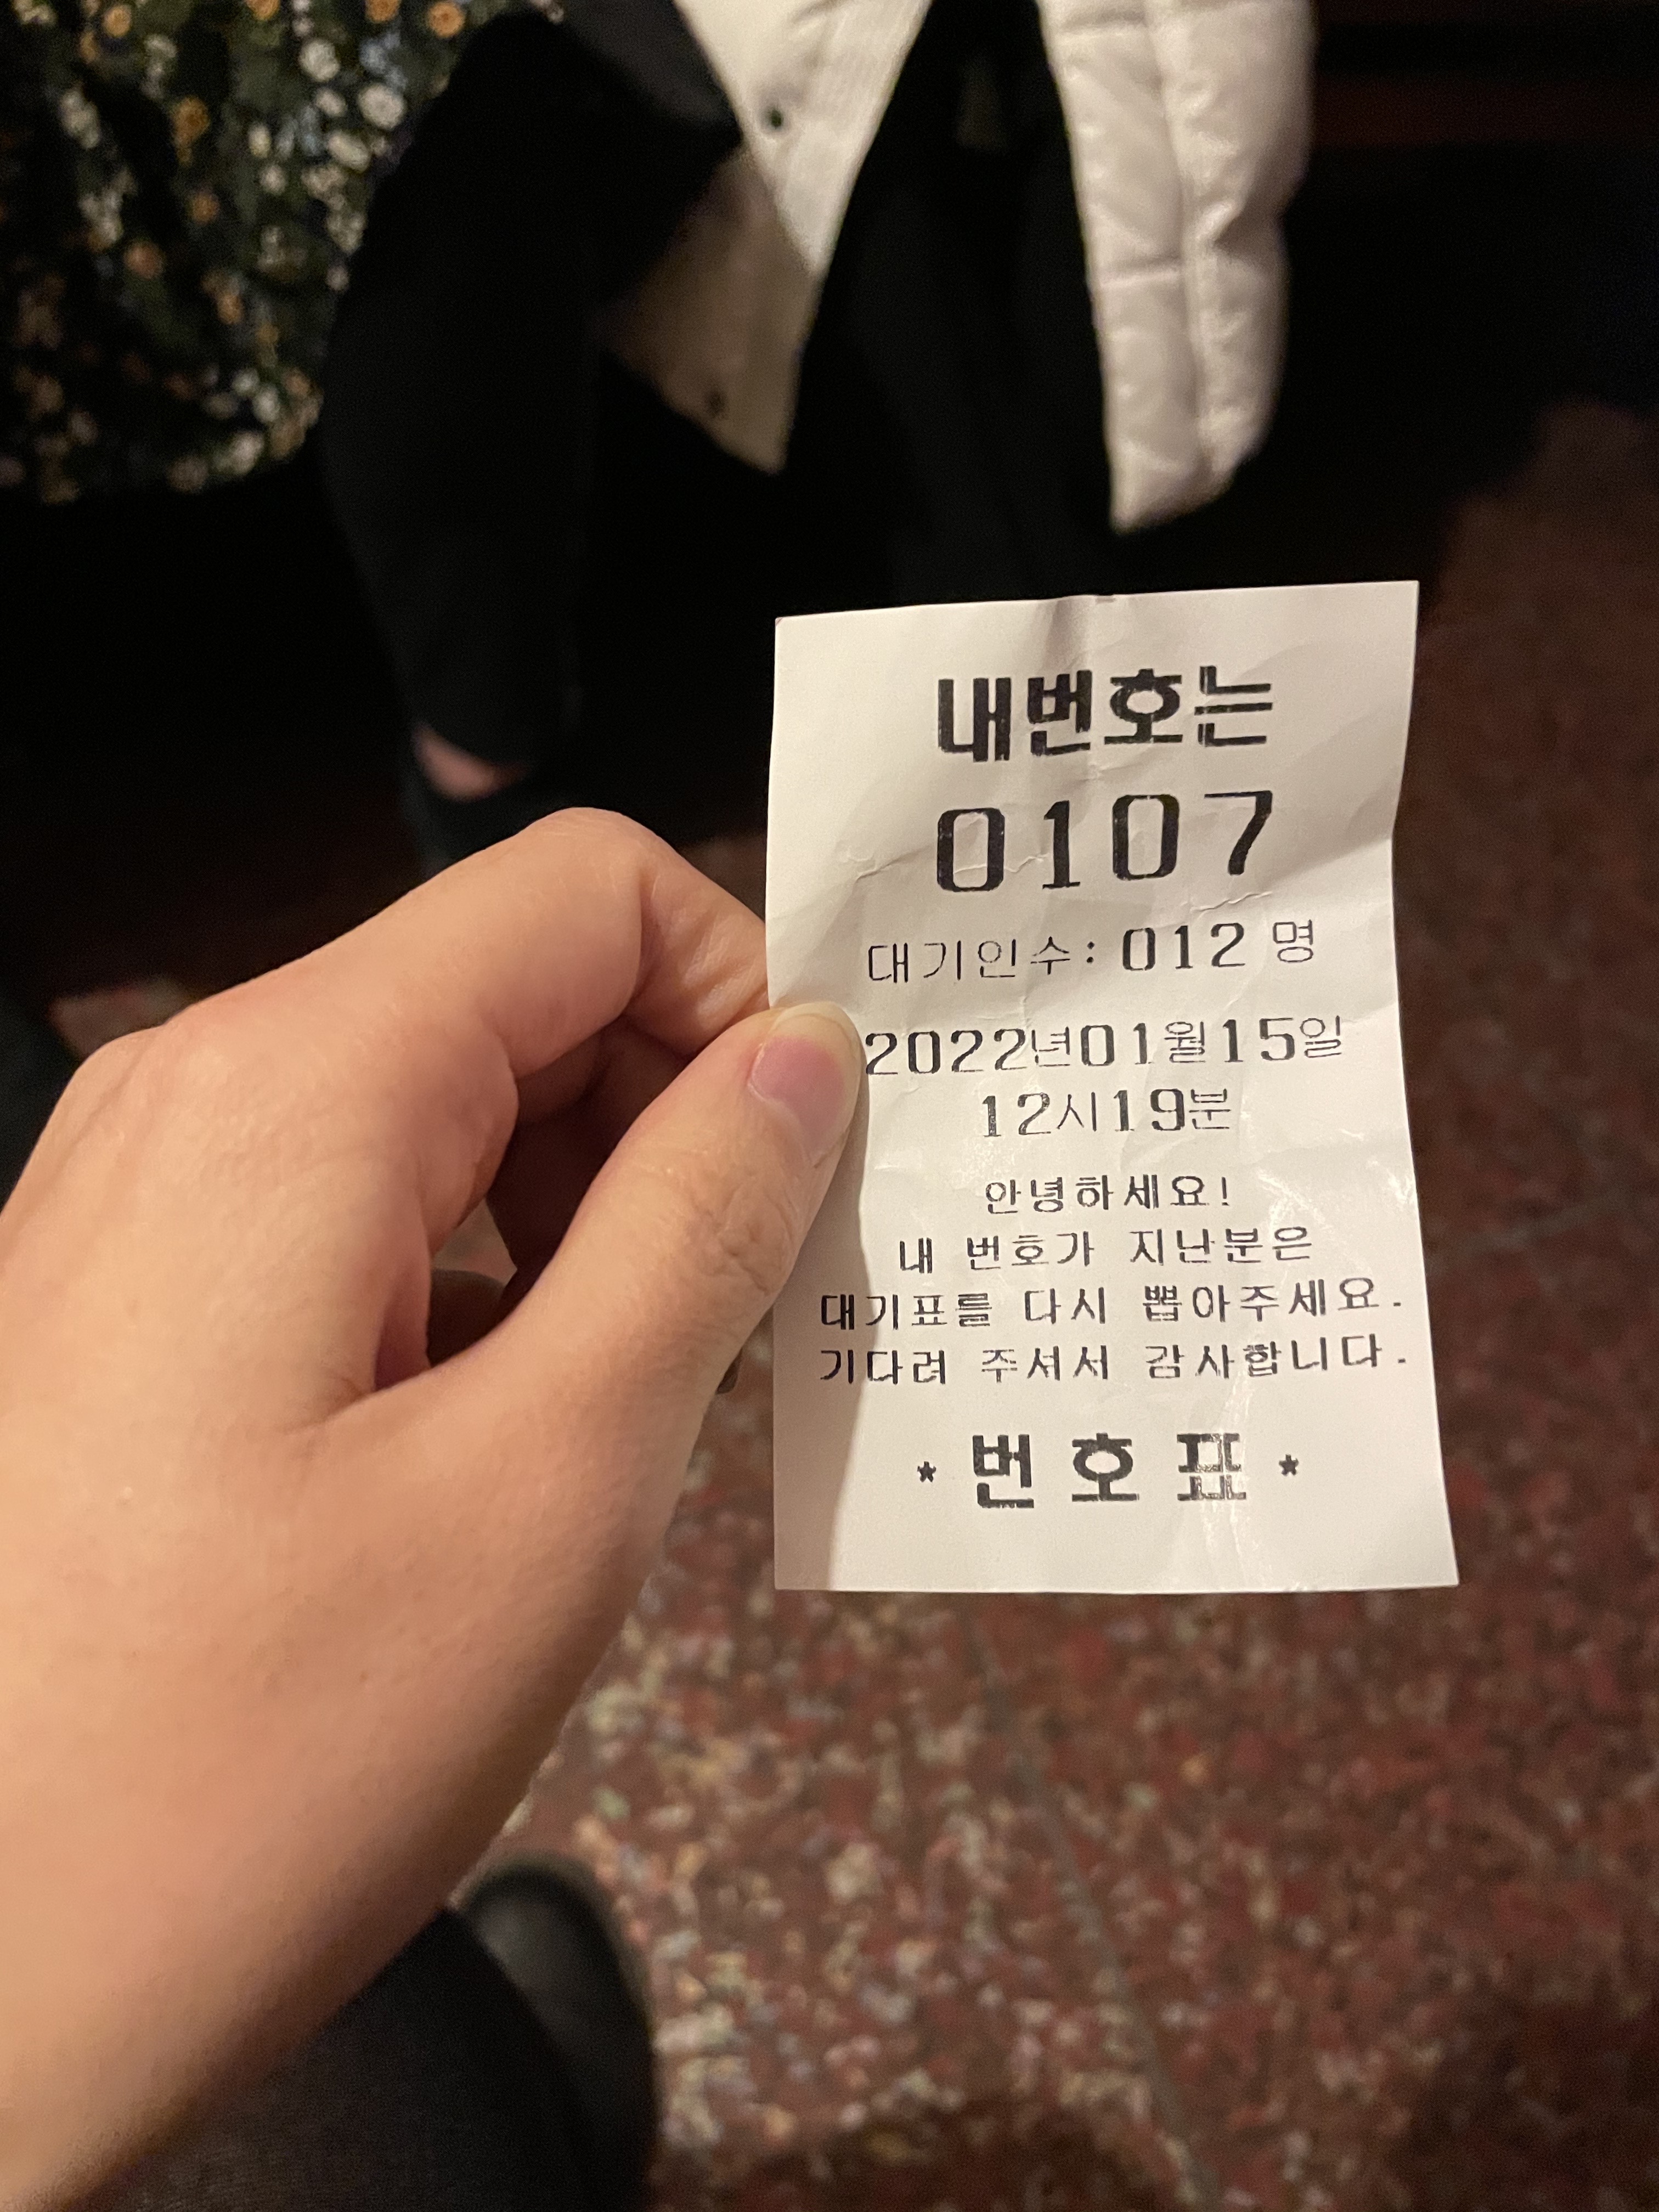 내번호는
0107
대기인수: 012 명
2022년01월15일
12시19분
안녕하세요!
내 번호가 지난분은
대기표를 다시 뽑아주세요.
기다려 주셔서 감사합니다.
* 번 호 표 *